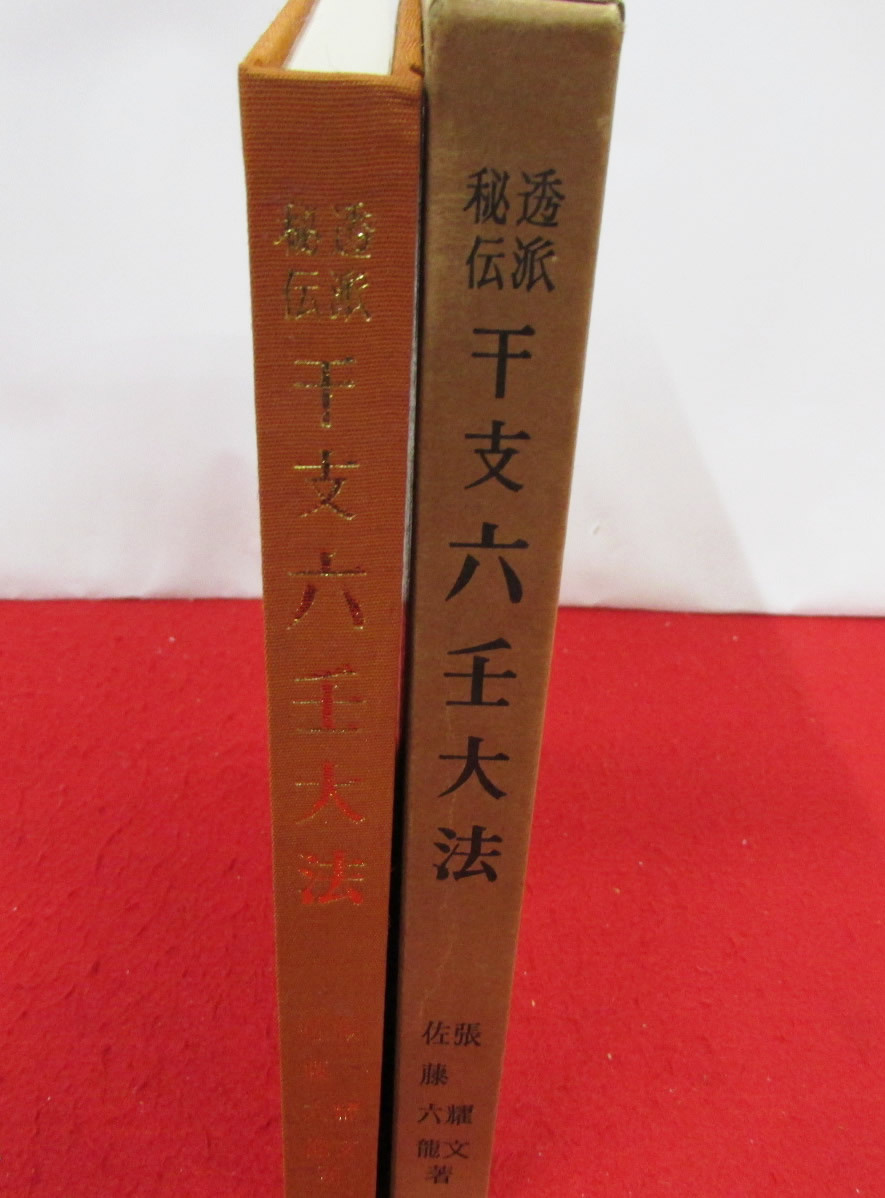 透派
秘伝
干支六壬大法
透派
秘伝
干支六壬大法
張耀文
佐藤六龍
著